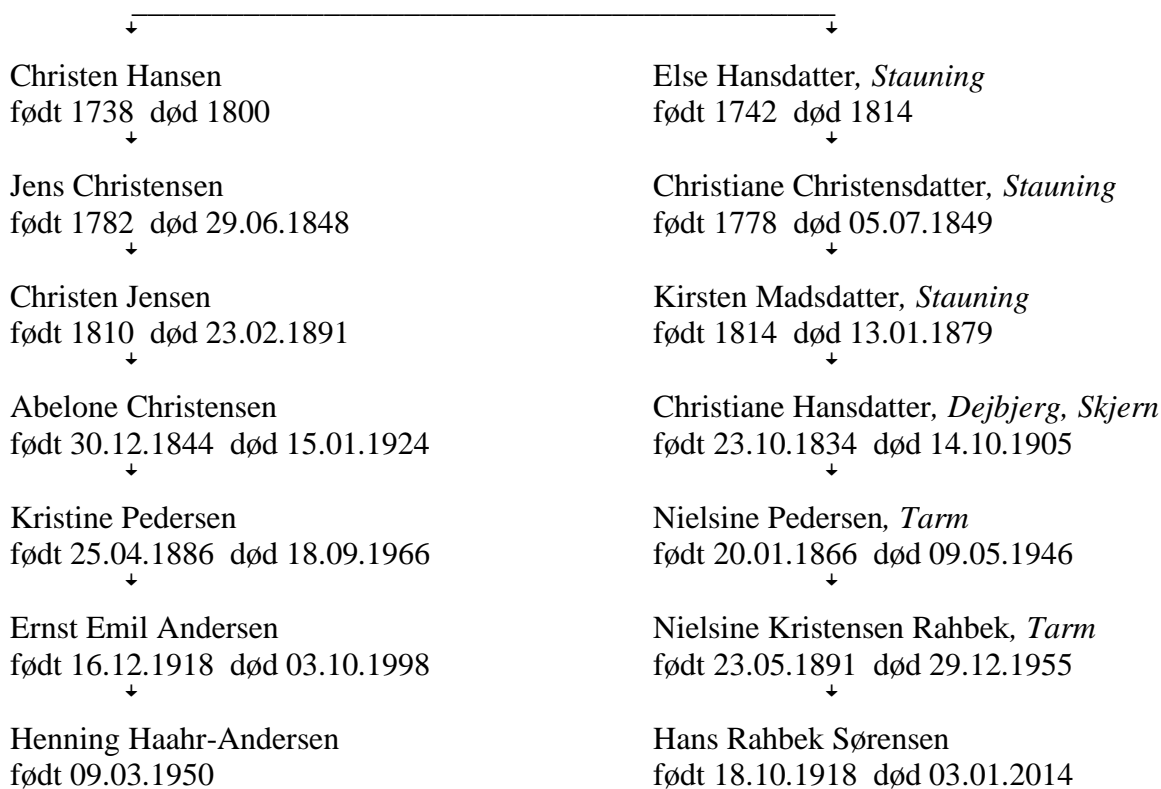 Christen Hansen
født 1738 død 1800
Else Hansdatter, Stauning
født 1742 død 1814
Jens Christensen
født 1782 død 29.06.1848
Christiane Christensdatter, Stauning
født 1778 død 05.07.1849
Christen Jensen
født 1810 død 23.02.1891
Kirsten Madsdatter, Stauning
født 1814 død 13.01.1879
Abelone Christensen
født 30.12.1844 død 15.01.1924
Christiane Hansdatter, Dejbjerg, Skjern
født 23.10.1834 død 14.10.1905
Kristine Pedersen
født 25.04.1886 død 18.09.1966
Nielsine Pedersen, Tarm
født 20.01.1866 død 09.05.1946
Ernst Emil Andersen
født 16.12.1918 død 03.10.1998
Nielsine Kristensen Rahbek, Tarm
født 23.05.1891 død 29.12.1955
Henning Haahr-Andersen
født 09.03.1950
Hans Rahbek Sørensen
født 18.10.1918 død 03.01.2014